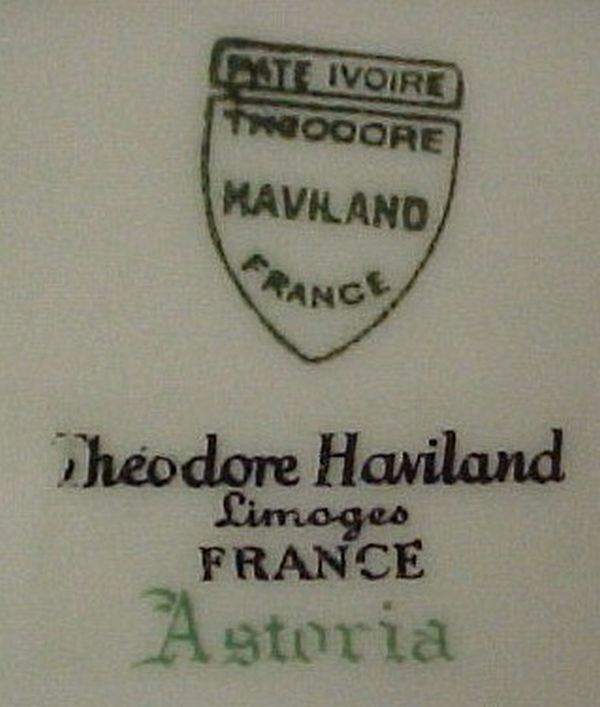 PATE IVOIRE
THEODORE
HAVILAND
FRANCE
Théodore Haviland
Limoges
FRANCE
Astoria